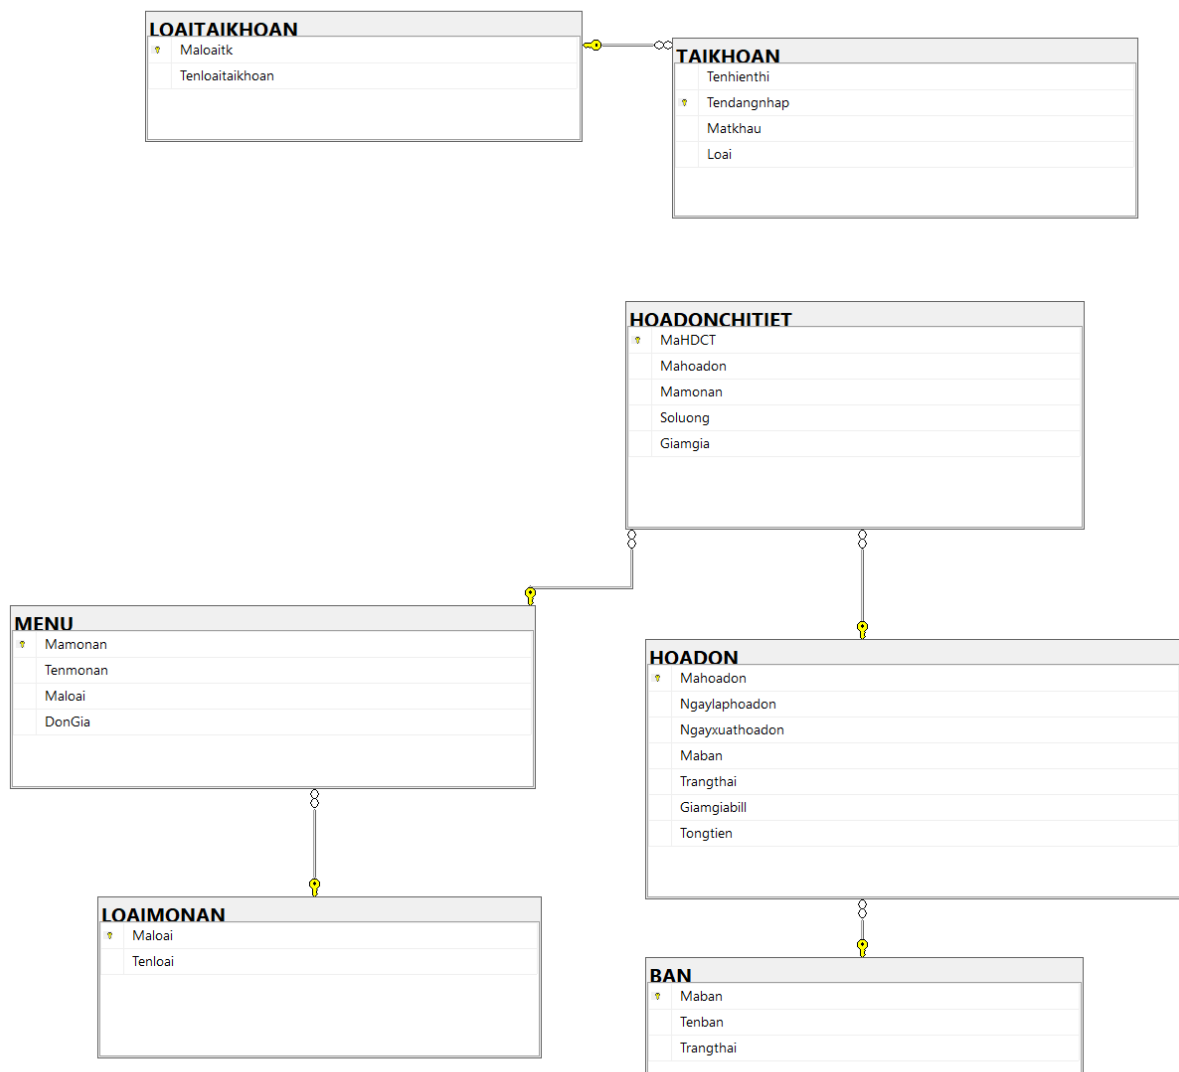 LOAITAIKHOAN
Maloaitk
Tenloaitaikhoan
TAIKHOAN
Tenhienthi
Tendangnhap
Matkhau
Loai
HOADONCHITIET
MaHDCT
Mahoadon
Mamonan
Soluong
Giamgia
MENU
Mamonan
Tenmonan
Maloai
DonGia
HOADON
Mahoadon
Ngaylaphoadon
Ngayxuathoadon
Maban
Trangthai
Giamgiabill
Tongtien
LOAIMONAN
Maloai
Tenloai
BAN
Maban
Tenban
Trangthai